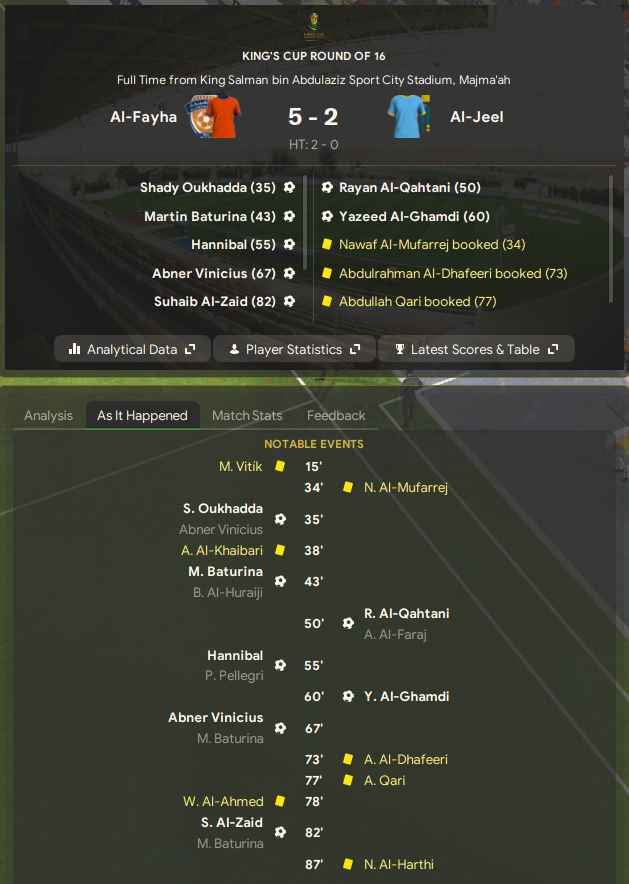 KING'S CUP ROUND OF 16
Full Time from King Salman bin Abdulaziz Sport City Stadium, Majma'ah
Al-Fayha 5 - 2 Al-Jeel
HT: 2 - 0
Shady Oukhadda (35) Rayan Al-Qahtani (50)
Martin Baturina (43) Yazeed Al-Ghamdi (60)
Hannibal (55) Nawaf Al-Mufarrej booked (34)
Abner Vinicius (67) Abdulrahman Al-Dhafeeri booked (73)
Suhaib Al-Zaid (82) Abdullah Qari booked (77)
Analytical Data Player Statistics Latest Scores & Table
Analysis As It Happened Match Stats Feedback
NOTABLE EVENTS
M. Vitík 15'
34' N. Al-Mufarrej
S. Oukhadda
Abner Vinicius
35'
A. Al-Khaibari 38'
M. Baturina
B. Al-Huraiji
43'
R. Al-Qahtani
50'
A. Al-Faraj
Hannibal
P. Pellegri
55'
60' Y. Al-Ghamdi
Abner Vinicius
M. Baturina
67'
73' A. Al-Dhafeeri
77' A. Qari
W. Al-Ahmed 78'
S. Al-Zaid
M. Baturina
82'
87' N. Al-Harthi